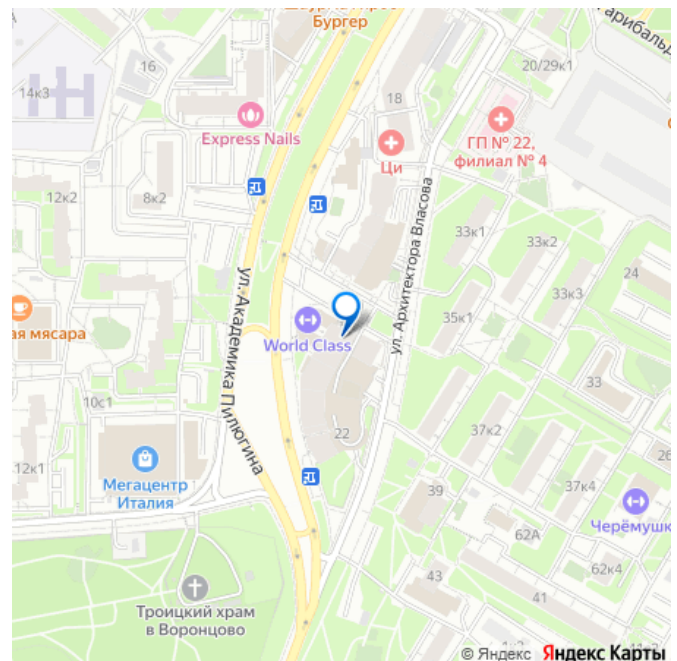 Бургер
Гарибальд
16
20/29к1
14к3
18
Express Nails
ГП № 22,
филиал № 4
Ци
12к2
8к2
33к1
33к2
24
33к3
ул. Архитектора Власова
ул. Академика Пилюгина
35к1
World Class
ая мясара
33
10с1
22
37к2
26
12к1
Мегацентр
Италия
39
37к4
Черёмушк
62А
62к4
43
41
Троицкий храм
в Воронцово
© Яндекс Яндекс Карты